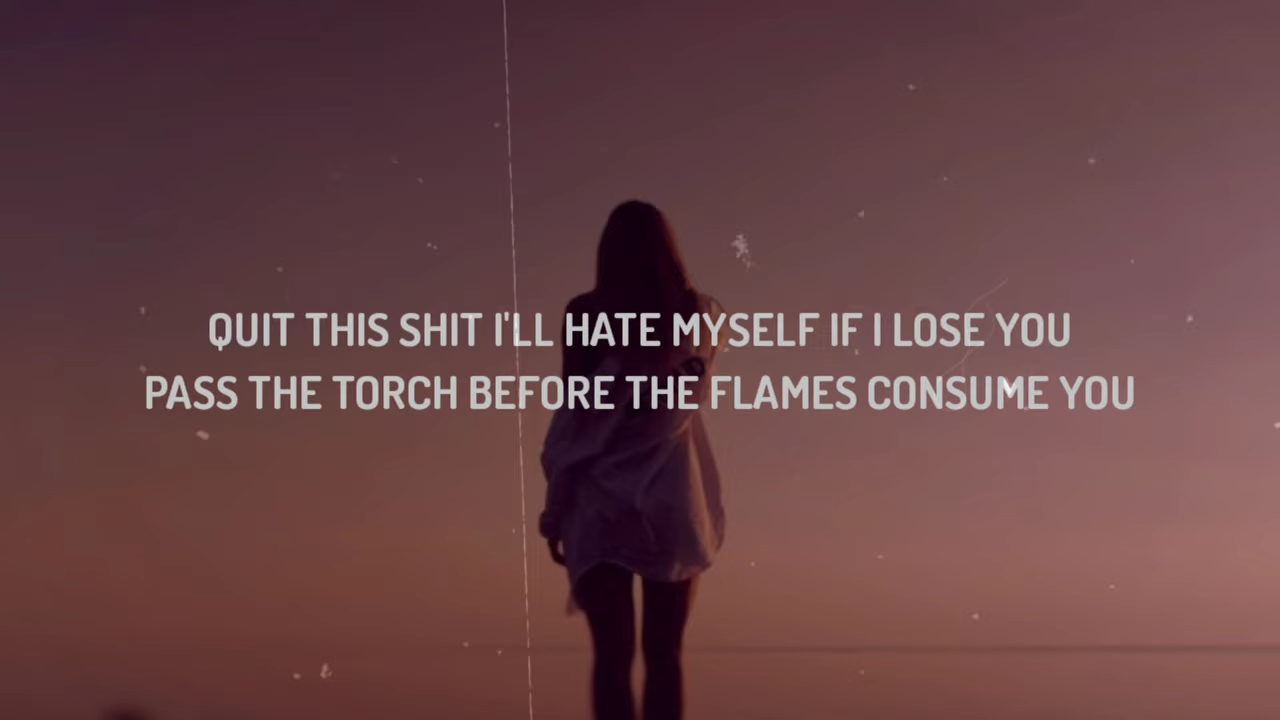 QUIT THIS SHIT I'LL HATE MYSELF IF I LOSE YOU
PASS THE TORCH BEFORE THE FLAMES CONSUME YOU